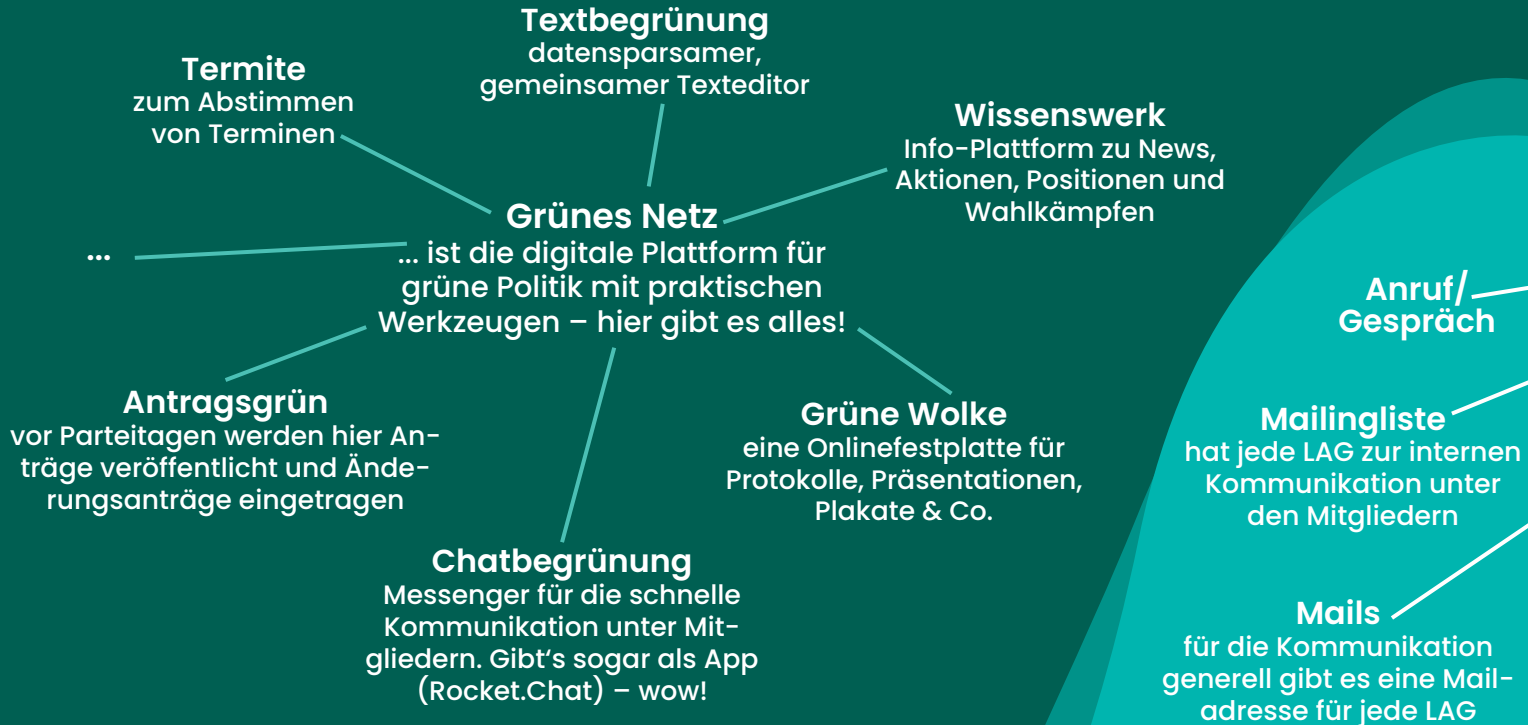 Textbegrünung
datensparsamer,
gemeinsamer Texteditor
Termite
zum Abstimmen
von Terminen
Wissenswerk
Info-Plattform zu News,
Aktionen, Positionen und
Wahlkämpfen
Grünes Netz
... ist die digitale Plattform für
grüne Politik mit praktischen
Werkzeugen – hier gibt es alles!
...
Antragsgrün
vor Parteitagen werden hier An-
träge veröffentlicht und Ände-
rungsanträge eingetragen
Grüne Wolke
eine Onlinefestplatte für
Protokolle, Präsentationen,
Plakate & Co.
Chatbegrünung
Messenger für die schnelle
Kommunikation unter Mit-
gliedern. Gibt‘s sogar als App
(Rocket.Chat) – wow!
Anruf/
Gespräch
Mailingliste
hat jede LAG zur internen
Kommunikation unter
den Mitgliedern
Mails
für die Kommunikation
generell gibt es eine Mail-
adresse für jede LAG